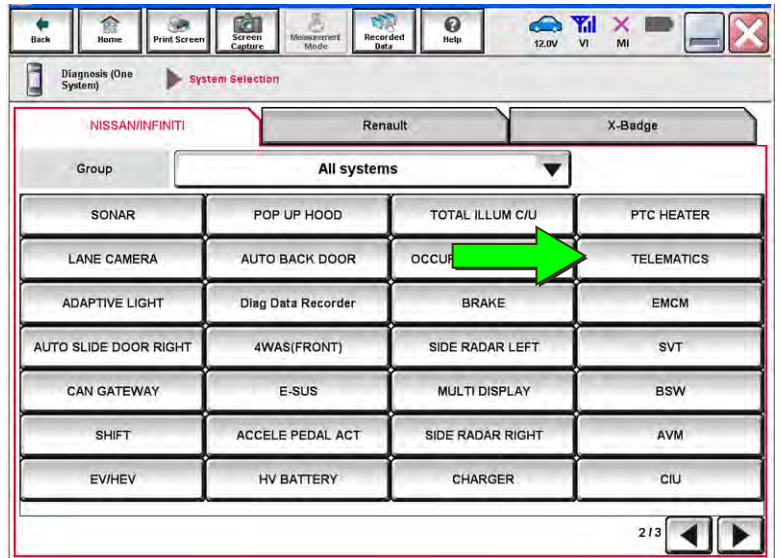 Back Home Print Screen Screen Capture Measurement Mode Recorded Data Help 12.0V VI MI
Diagnosis (One System) System Selection
NISSAN/INFINITI Renault X-Badge
Group All systems
SONAR POP UP HOOD TOTAL ILLUM C/U PTC HEATER
LANE CAMERA AUTO BACK DOOR TELEMATICS
ADAPTIVE LIGHT Diag Data Recorder BRAKE EMCM
AUTO SLIDE DOOR RIGHT 4WAS(FRONT) SIDE RADAR LEFT SVT
CAN GATEWAY E-SUS MULTI DISPLAY BSW
SHIFT ACCELE PEDAL ACT SIDE RADAR RIGHT AVM
EV/HEV HV BATTERY CHARGER CIU
2/3